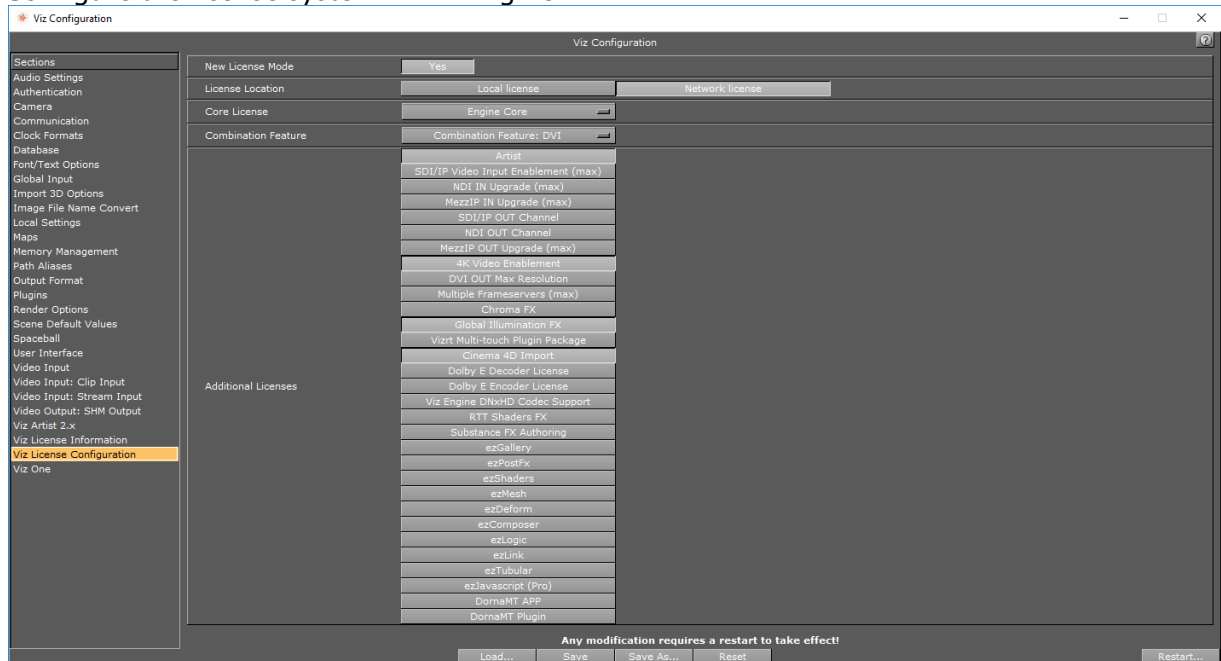 Viz Configuration
Viz Configuration
Sections
Audio Settings
Authentication
Camera
Communication
Clock Formats
Database
Font/Text Options
Global Input
Import 3D Options
Image File Name Convert
Local Settings
Maps
Memory Management
Path Aliases
Output Format
Plugins
Render Options
Scene Default Values
Spaceball
User Interface
Video Input
Video Input: Clip Input
Video Input: Stream Input
Video Output: SHM Output
Viz Artist 2.x
Viz License Information
Viz License Configuration
Viz One
New License Mode Yes
License Location Local license Network license
Core License Engine Core
Combination Feature Combination Feature: DVI
Additional Licenses
Artist
SDI/IP Video Input Enablement (max)
NDI IN Upgrade (max)
MezzIP IN Upgrade (max)
SDI/IP OUT Channel
NDI OUT Channel
MezzIP OUT Upgrade (max)
4K Video Enablement
DVI OUT Max Resolution
Multiple Frameservers (max)
Chroma FX
Global Illumination FX
Vizrt Multi-touch Plugin Package
Cinema 4D Import
Dolby E Decoder License
Dolby E Encoder License
Viz Engine DNxHD Codec Support
RTT Shaders FX
Substance FX Authoring
ezGallery
ezPostFx
ezShaders
ezMesh
ezDeform
ezComposer
ezLogic
ezLink
ezTubular
ezJavascript (Pro)
DornaMT APP
DornaMT Plugin
Any modification requires a restart to take effect!
Load... Save Save As... Reset Restart...